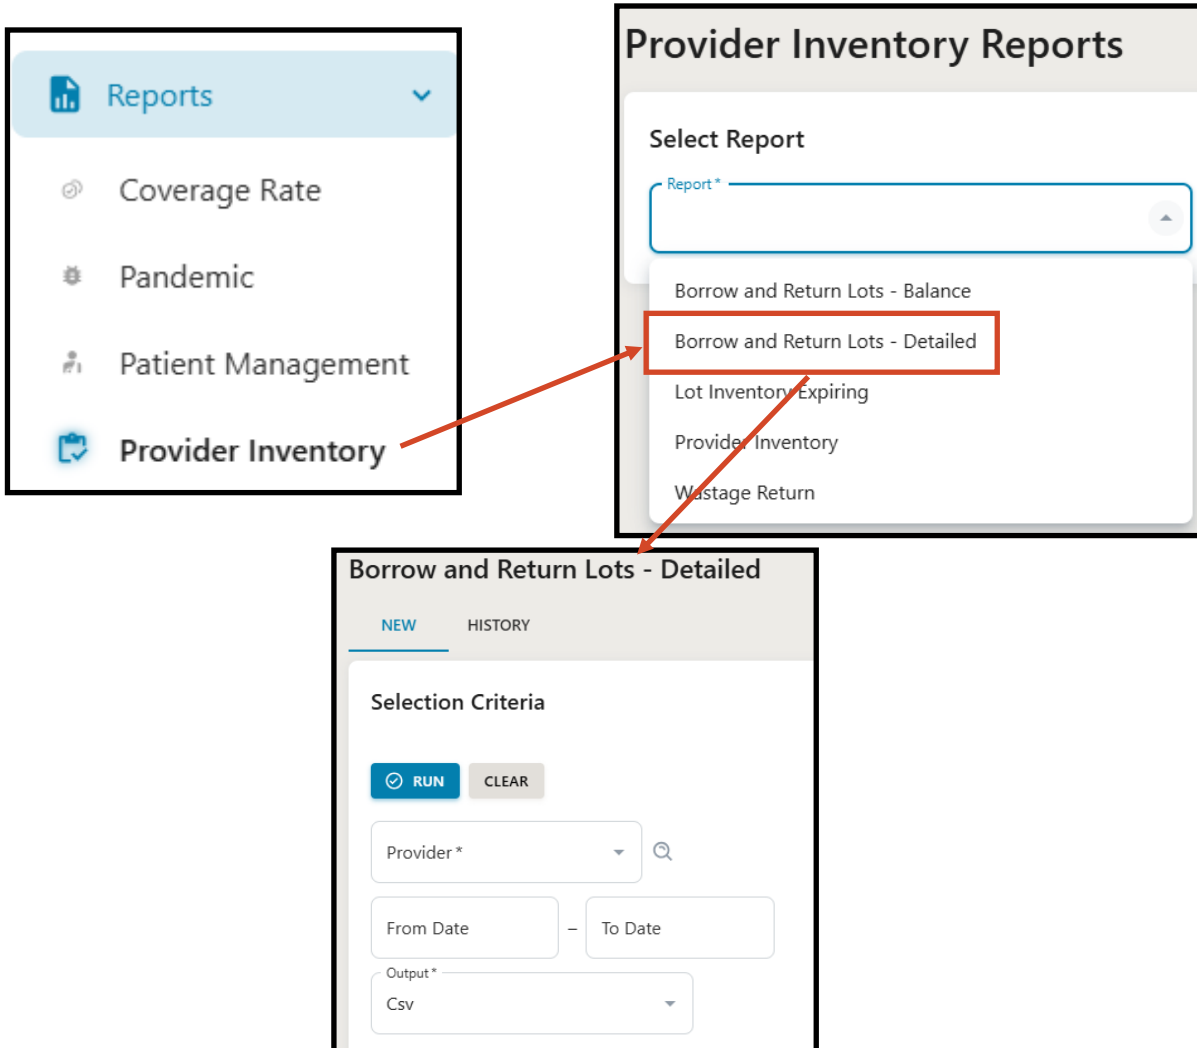 Reports
Coverage Rate
Pandemic
Patient Management
Provider Inventory
Provider Inventory Reports
Select Report
Report *
Borrow and Return Lots - Balance
Borrow and Return Lots - Detailed
Lot Inventory Expiring
Provider Inventory
Wastage Return
Borrow and Return Lots - Detailed
NEW HISTORY
Selection Criteria
RUN CLEAR
Provider *
From Date – To Date
Output *
Csv